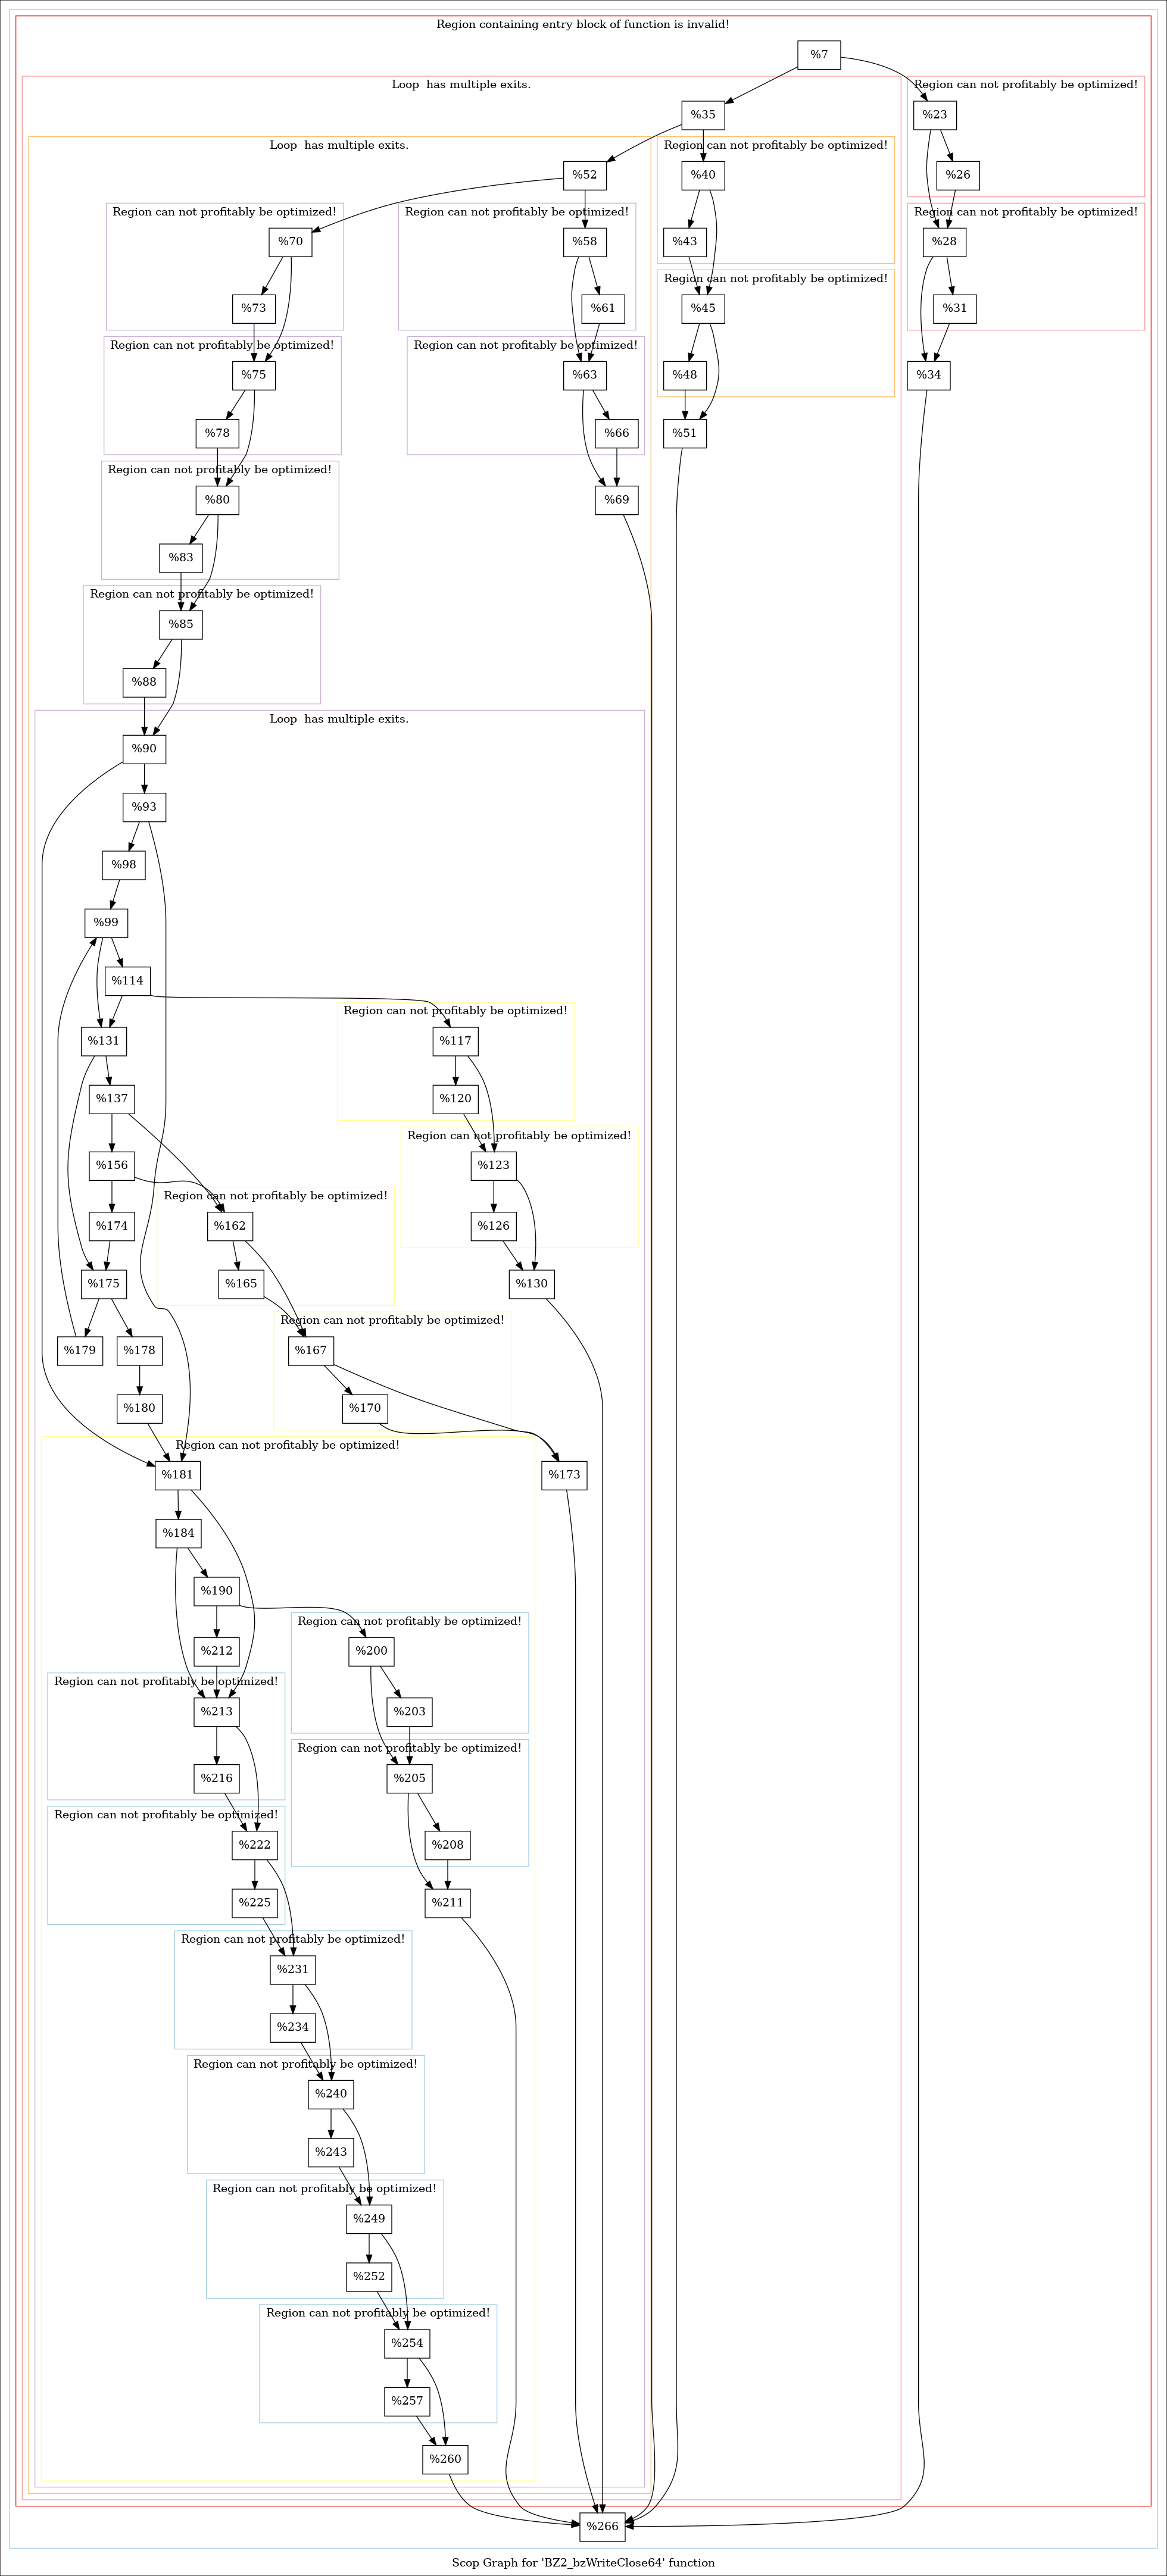 Region containing entry block of function is invalid!
%7
Loop  has multiple exits.
Region can not profitably be optimized!
%35
%23
Loop  has multiple exits.
Region can not profitably be optimized!
%52
%40
%26
Region can not profitably be optimized!
Region can not profitably be optimized!
Region can not profitably be optimized!
%70
%58
%43
%28
Region can not profitably be optimized!
%73
%61
%45
%31
Region can not profitably be optimized!
Region can not profitably be optimized!
%75
%63
%48
%34
%78
%66
%51
Region can not profitably be optimized!
%80
%69
%83
Region can not profitably be optimized!
%85
%88
Loop  has multiple exits.
%90
%93
%98
%99
%114
Region can not profitably be optimized!
%131
%117
%137
%120
Region can not profitably be optimized!
%156
%123
Region can not profitably be optimized!
%174
%162
%126
%175
%165
%130
Region can not profitably be optimized!
%179
%178
%167
%180
%170
Region can not profitably be optimized!
%181
%173
%184
%190
Region can not profitably be optimized!
%212
%200
Region can not profitably be optimized!
%213
%203
Region can not profitably be optimized!
%216
%205
Region can not profitably be optimized!
%222
%208
%225
%211
Region can not profitably be optimized!
%231
%234
Region can not profitably be optimized!
%240
%243
Region can not profitably be optimized!
%249
%252
Region can not profitably be optimized!
%254
%257
%260
%266
Scop Graph for 'BZ2_bzWriteClose64' function